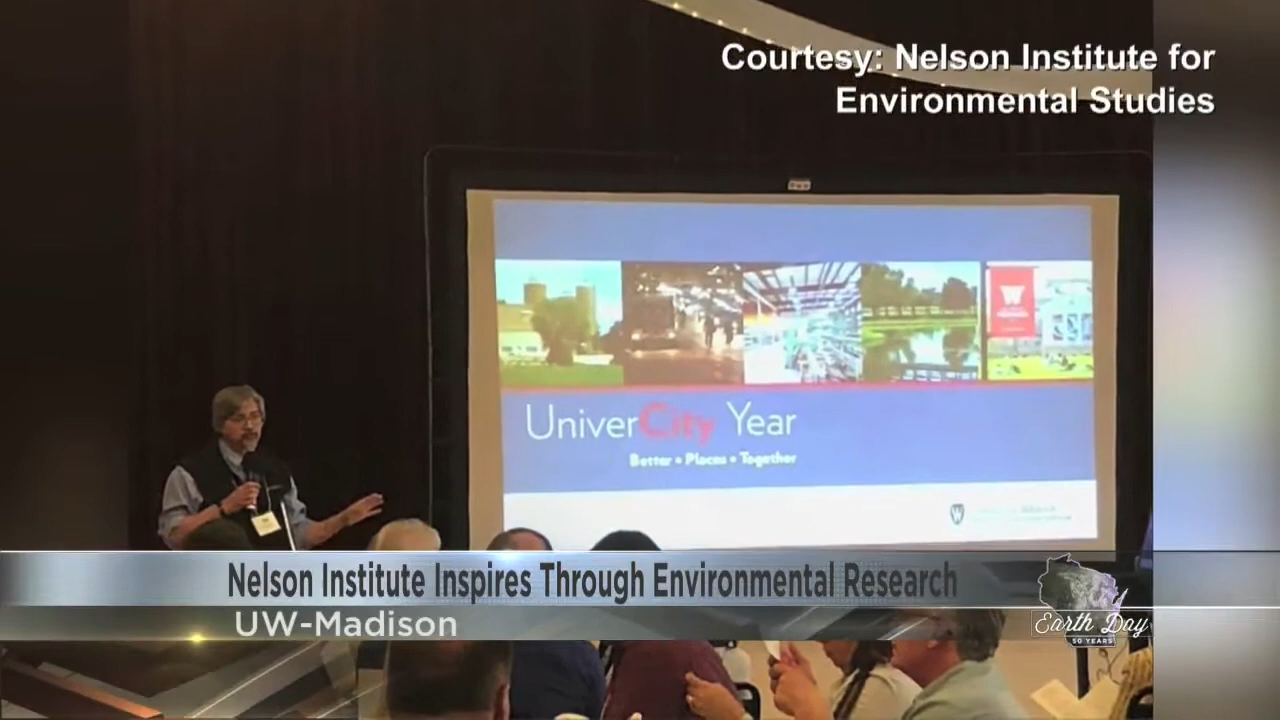 Courtesy: Nelson Institute for
Environmental Studies
W
UniverCity Year
Better • Places • Together
W
Nelson Institute Inspires Through Environmental Research
UW-Madison
Earth Day
50 YEARS